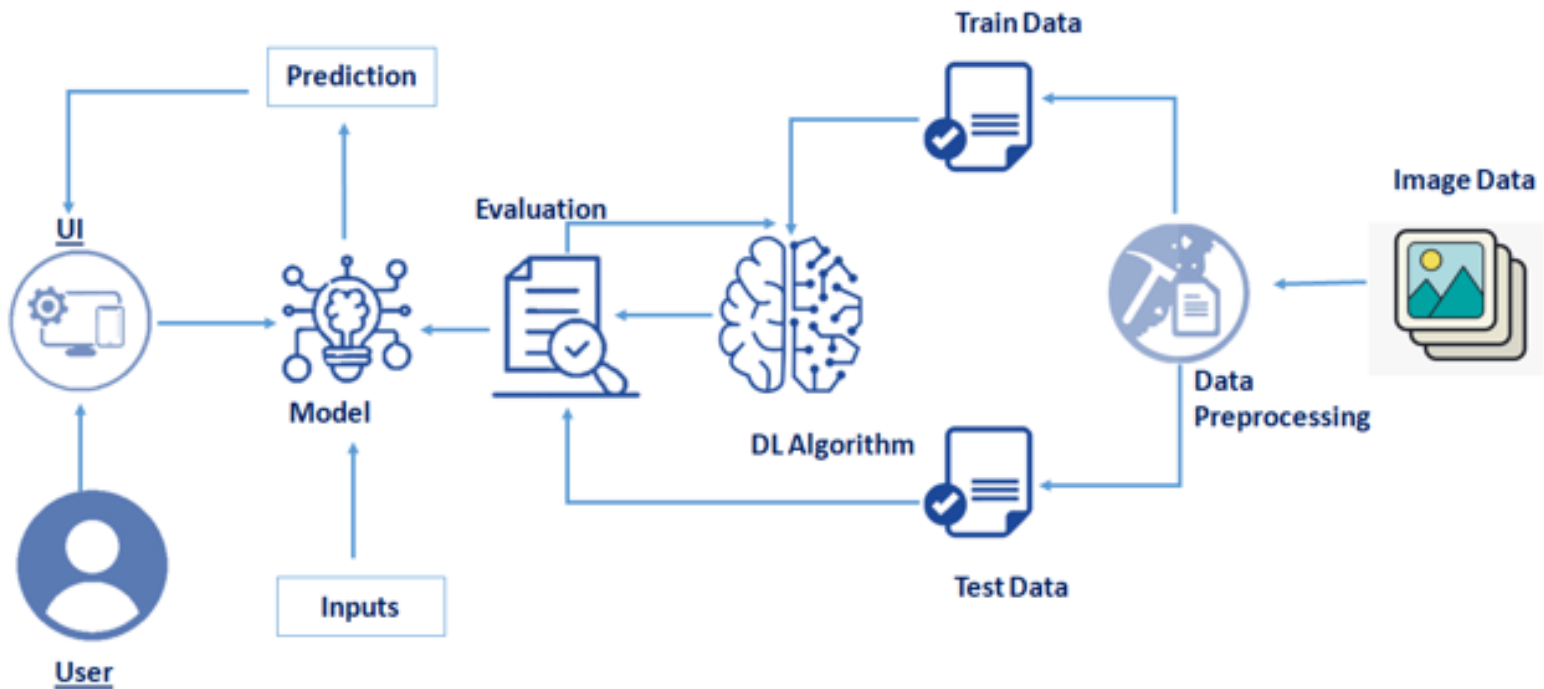 Train Data
Prediction
Image Data
Evaluation
UI
Data
Preprocessing
Model
DL Algorithm
Test Data
Inputs
User